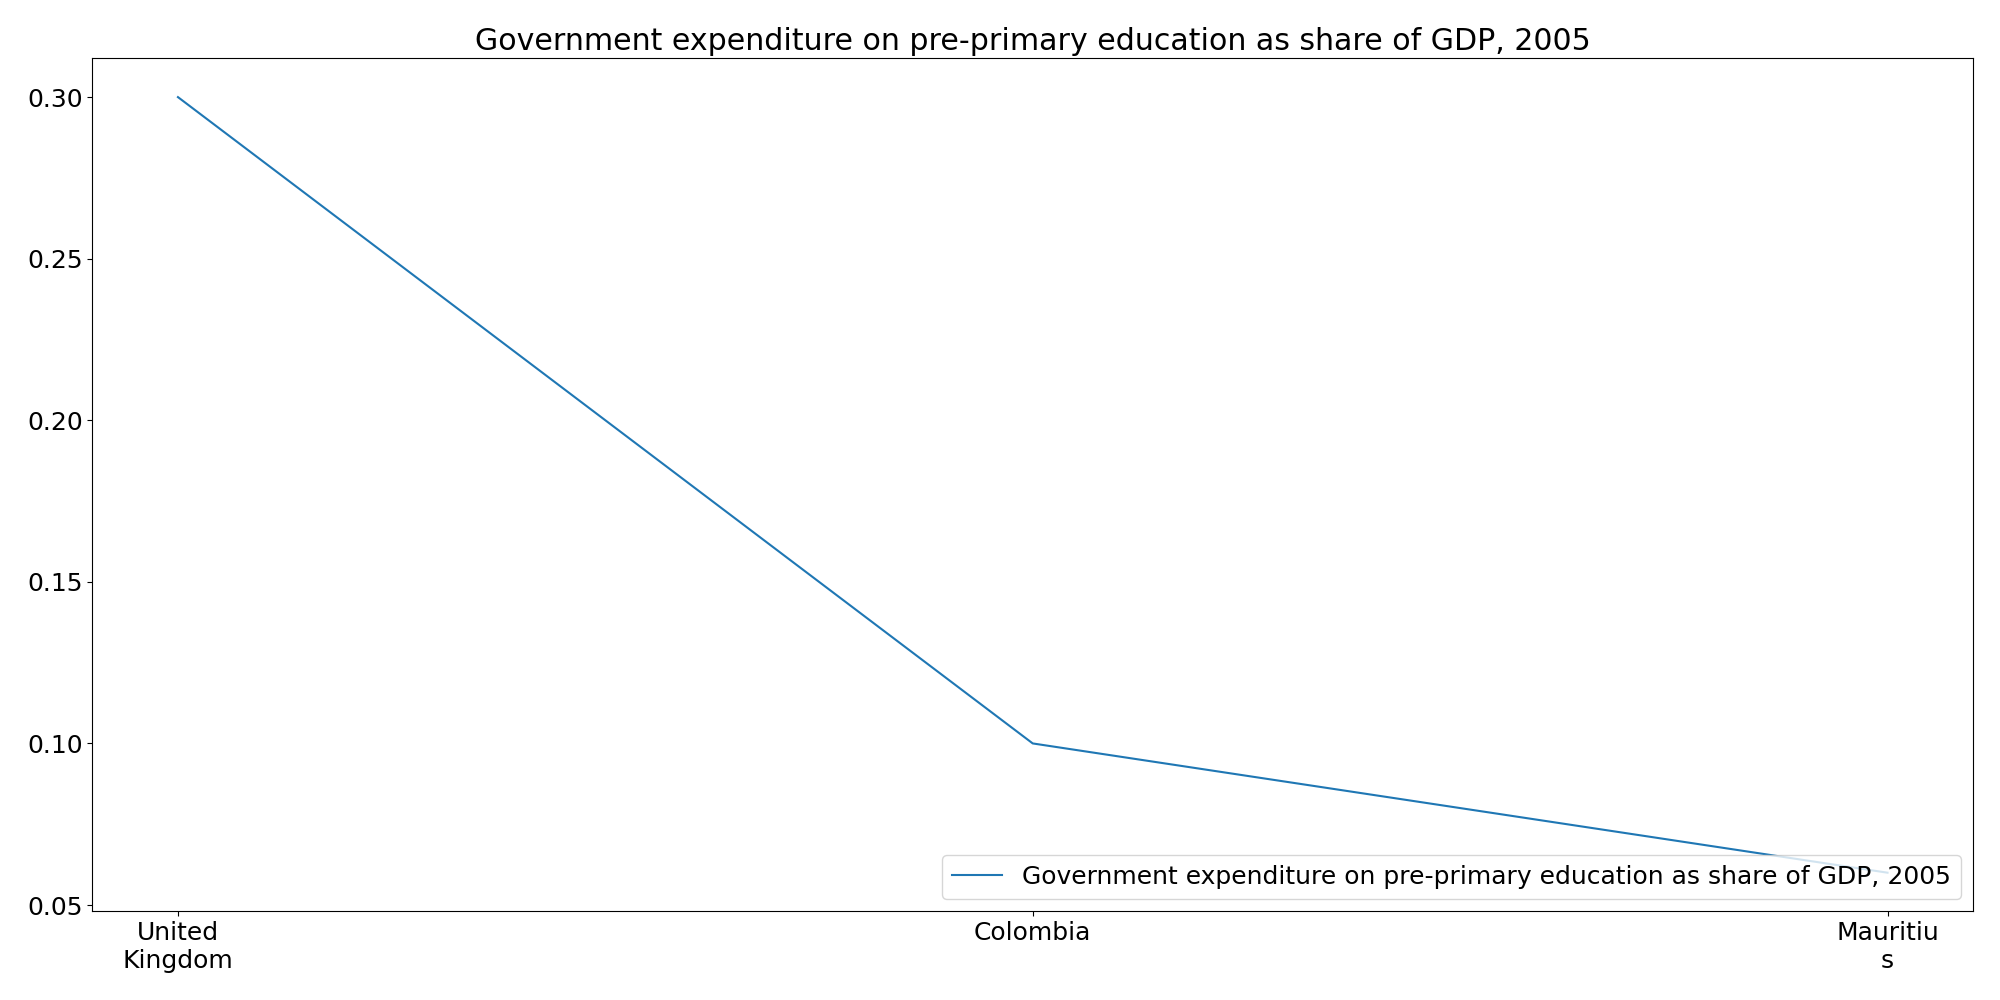 Government expenditure on pre-primary education as share of GDP, 2005
0.30
0.25
0.20
0.15
0.10
0.05
Government expenditure on pre-primary education as share of GDP, 2005
United
Kingdom
Colombia
Mauritiu
s